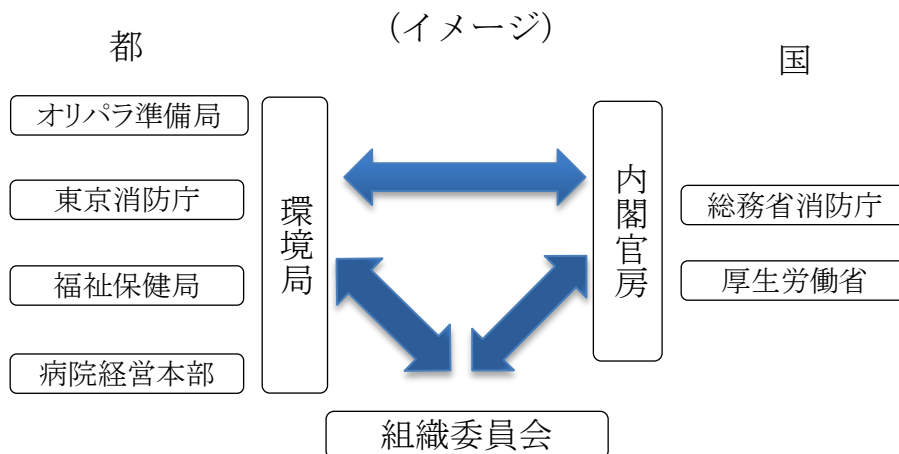 (イメージ)
都
国
オリパラ準備局
東京消防庁
福祉保健局
病院経営本部
環境局
内閣官房
総務省消防庁
厚生労働省
組織委員会